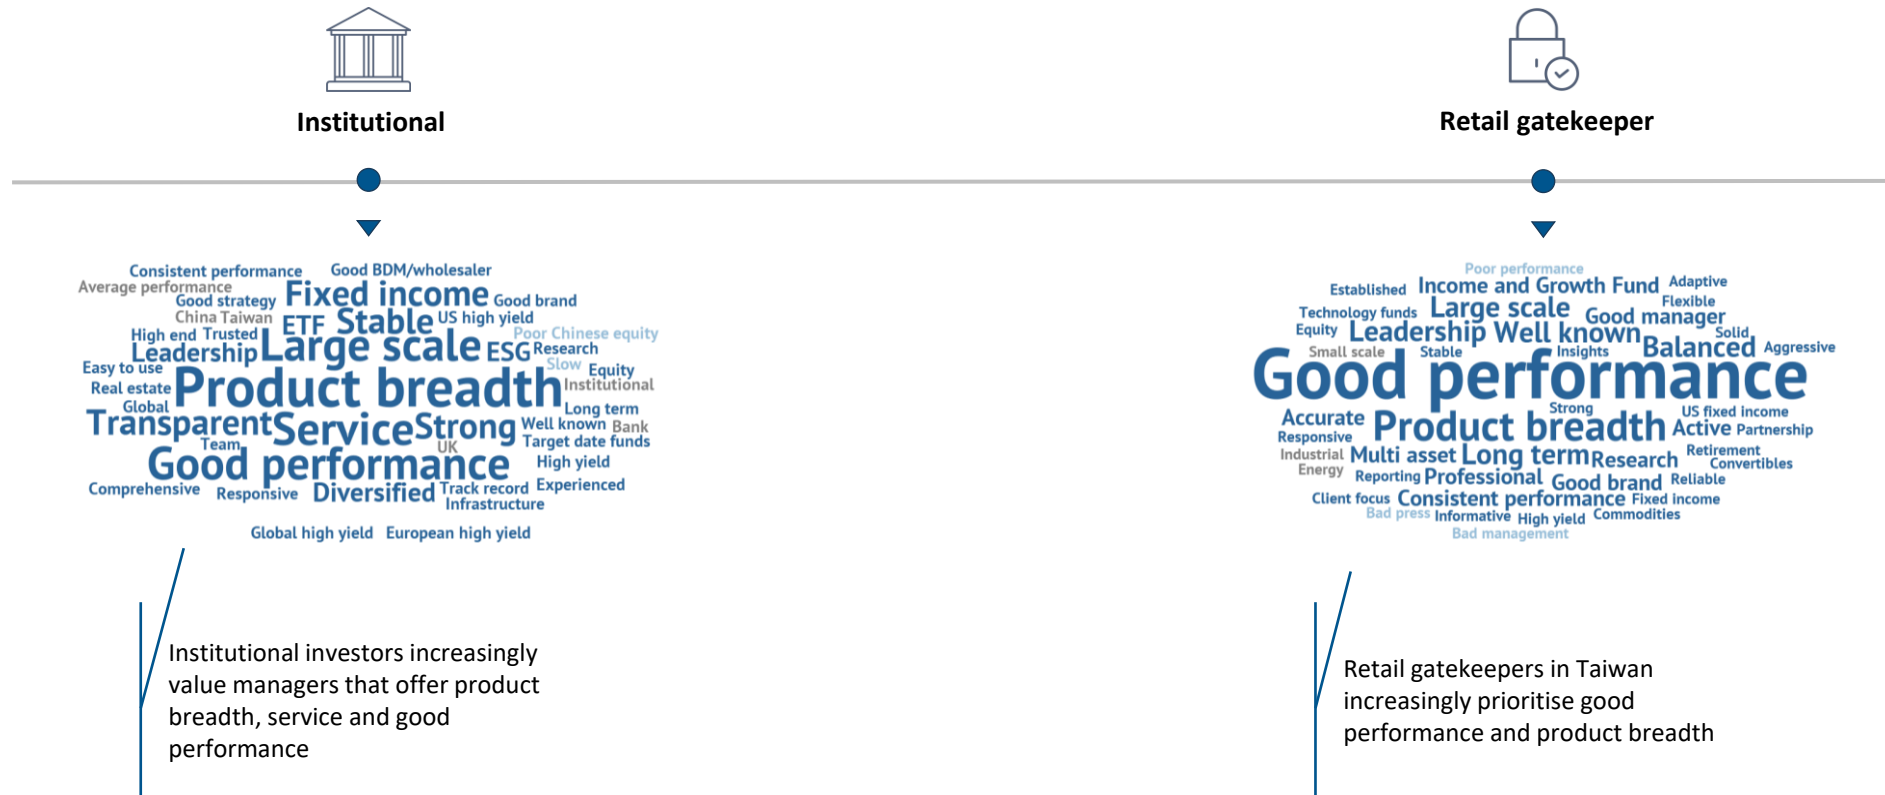 Institutional
Retail gatekeeper
Consistent performance
Good BDM/wholesaler
Average performance
Fixed income
Good strategy
Good brand
China Taiwan
ETF
Stable
US high yield
High end
Trusted
Poor Chinese equity
Leadership
Large scale
ESG
Research
Easy to use
Slow
Equity
Real estate
Product breadth
Institutional
Global
Long term
Transparent
Service
Strong
Well known
Bank
Team
UK
Target date funds
Good performance
High yield
Comprehensive
Responsive
Diversified
Track record
Experienced
Infrastructure
Global high yield
European high yield
Institutional investors increasingly
value managers that offer product
breadth, service and good
performance
Poor performance
Established
Income and Growth Fund
Adaptive
Technology funds
Large scale
Flexible
Good manager
Equity
Leadership
Well known
Solid
Small scale
Stable
Insights
Balanced
Aggressive
Good performance
Strong
Accurate
Product breadth
US fixed income
Responsive
Active
Partnership
Industrial
Multi asset
Long term
Research
Retirement
Energy
Convertibles
Reporting
Professional
Good brand
Reliable
Client focus
Consistent performance
Fixed income
Bad press
Informative
High yield
Commodities
Bad management
Retail gatekeepers in Taiwan
increasingly prioritise good
performance and product breadth